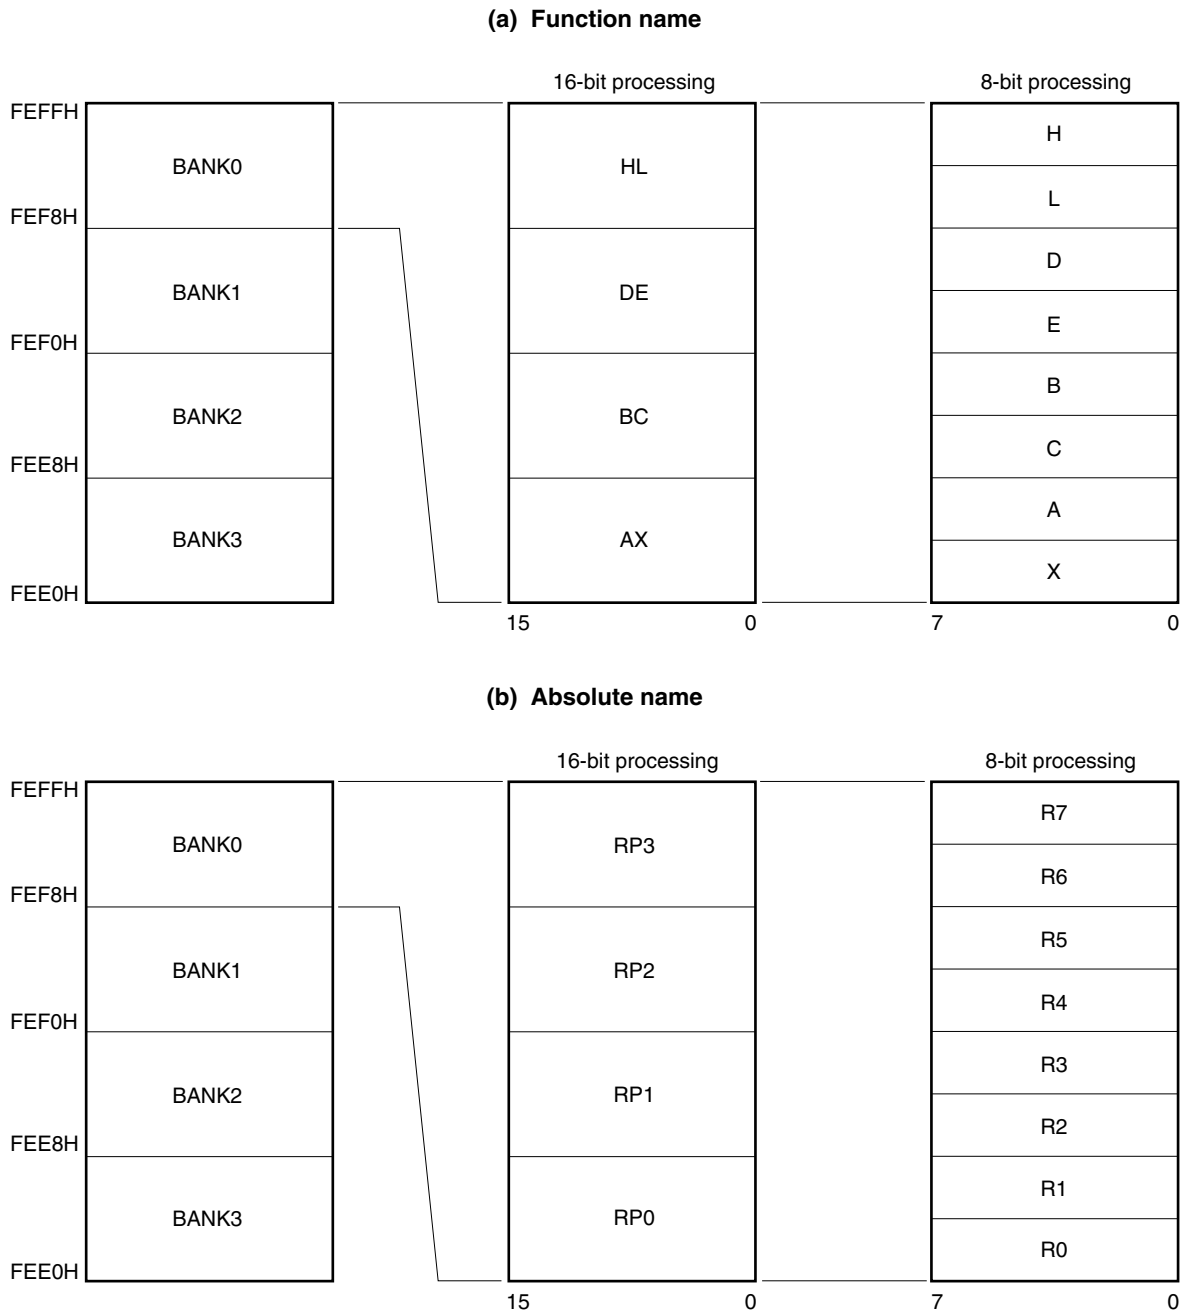 (a) Function name
16-bit processing 8-bit processing
FEFFH
H
BANK0 HL
L
FEF8H
D
BANK1 DE
E
FEF0H
B
BANK2 BC
C
FEE8H
A
BANK3 AX
X
FEE0H
15 0 7 0
(b) Absolute name
16-bit processing 8-bit processing
FEFFH
R7
BANK0 RP3
R6
FEF8H
R5
BANK1 RP2
R4
FEF0H
R3
BANK2 RP1
R2
FEE8H
R1
BANK3 RP0
R0
FEE0H
15 0 7 0